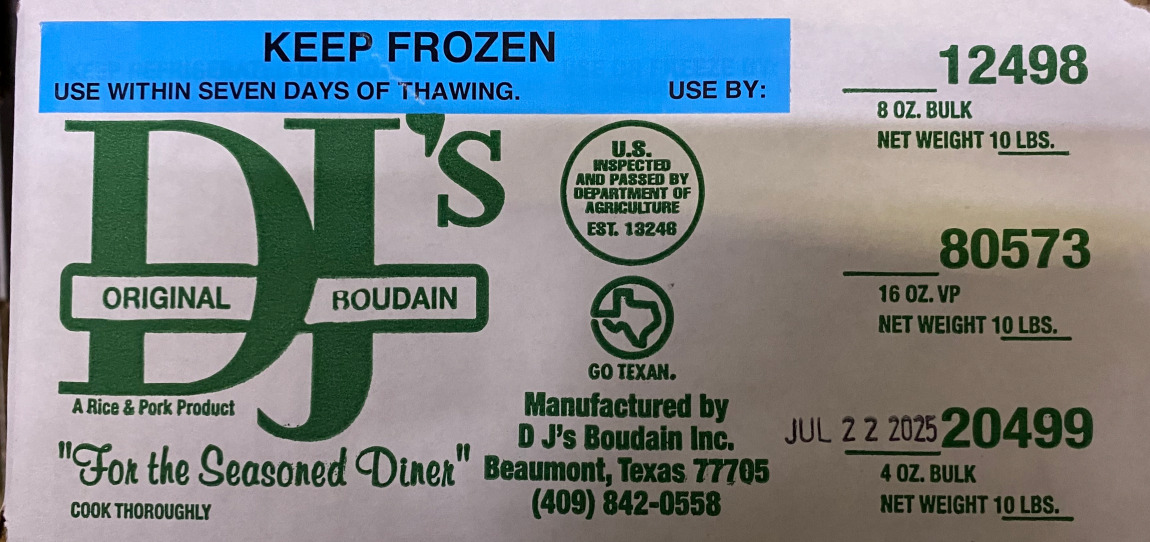 KEEP FROZEN
USE WITHIN SEVEN DAYS OF THAWING.
USE BY:
DJ's
ORIGINAL BOUDAIN
A Rice & Pork Product
"For the Seasoned Diner"
COOK THOROUGHLY
U.S.
INSPECTED
AND PASSED BY
DEPARTMENT OF
AGRICULTURE
EST. 13246
GO TEXAN.
Manufactured by
D J's Boudain Inc.
Beaumont, Texas 77705
(409) 842-0558
12498
8 OZ. BULK
NET WEIGHT 10 LBS.
80573
16 OZ. VP
NET WEIGHT 10 LBS.
JUL 22 2025 20499
4 OZ. BULK
NET WEIGHT 10 LBS.